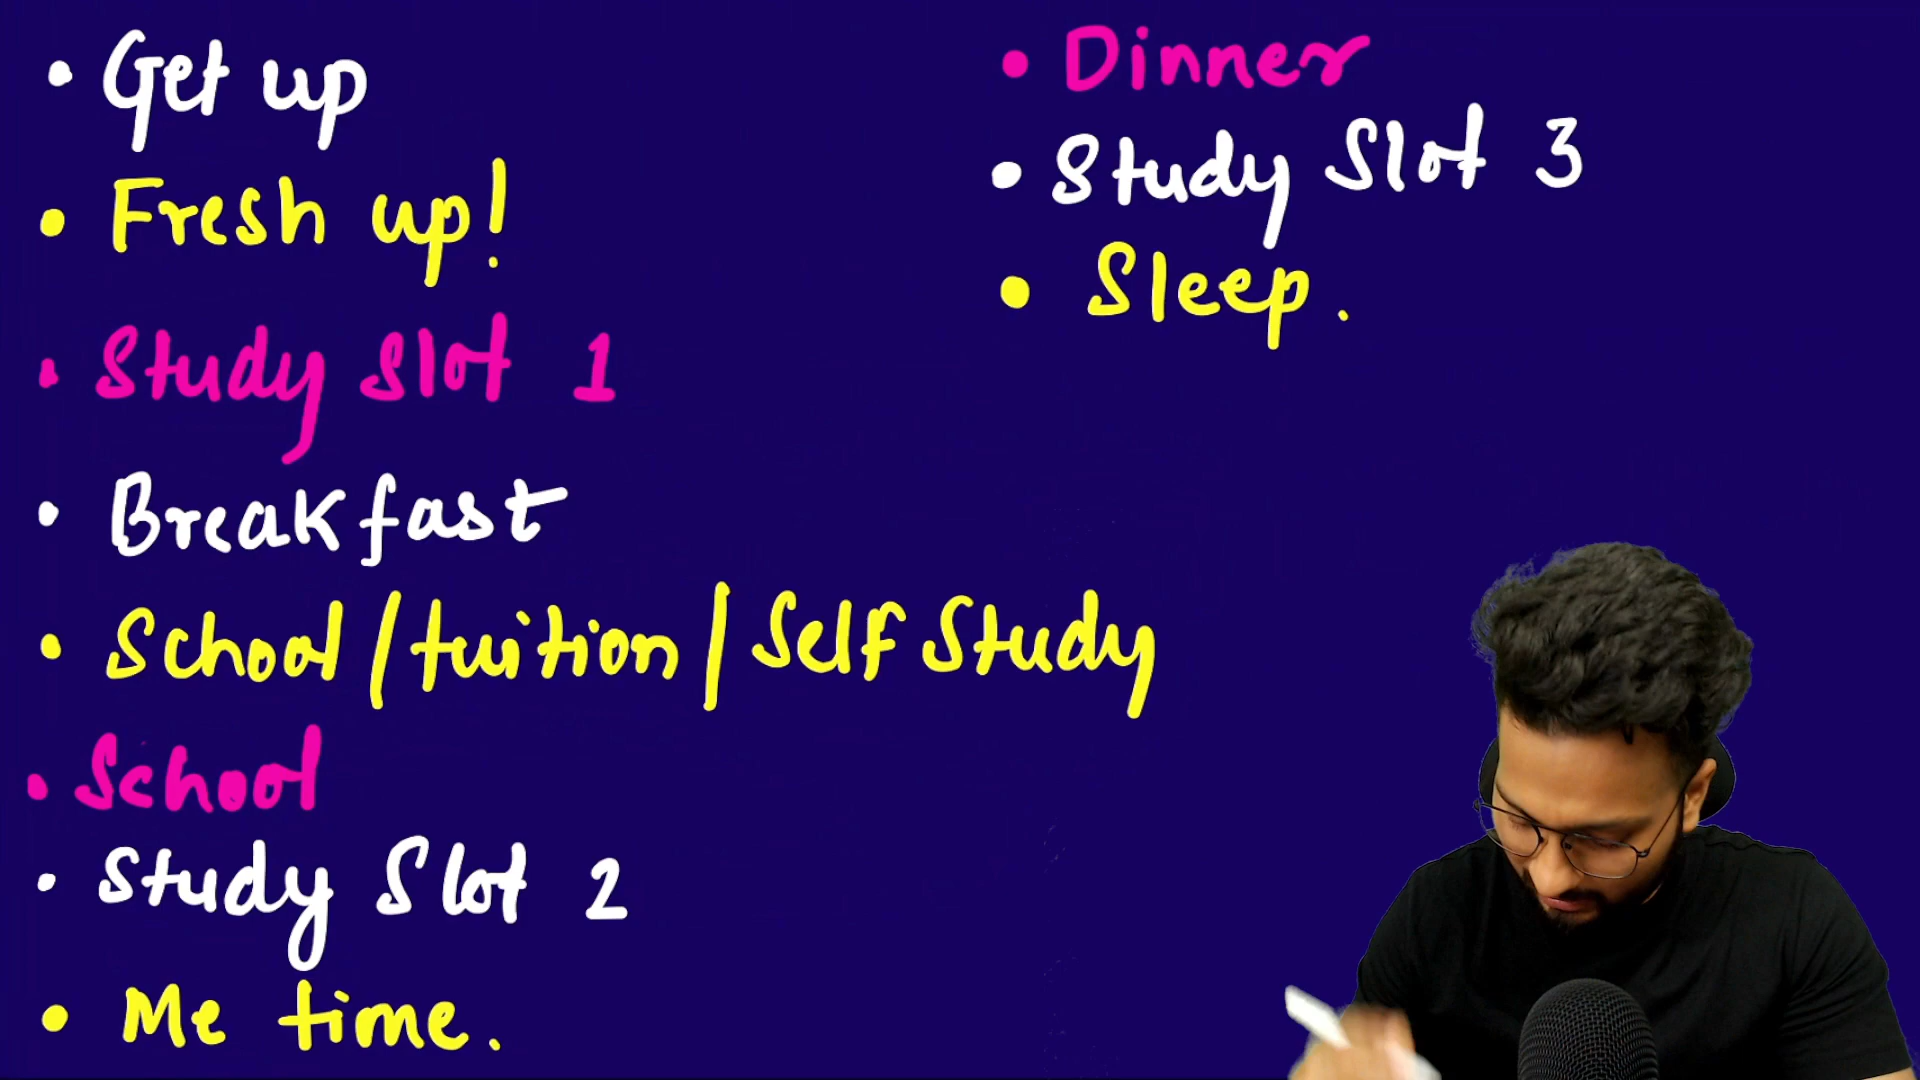 • Get up
• Fresh up!
• Study Slot 1
• Breakfast
• School/tuition/Self Study
• School
• Study Slot 2
• Me time.
• Dinner
• Study Slot 3
• Sleep.